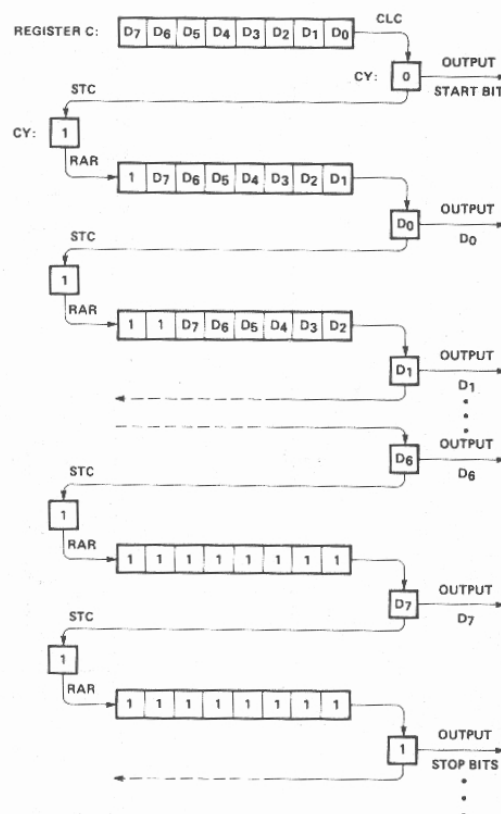 CLC
REGISTER C: D7 D6 D5 D4 D3 D2 D1 D0
OUTPUT
CY: 0
START BIT
STC
CY: 1
RAR
1 D7 D6 D5 D4 D3 D2 D1
OUTPUT
D0
D0
STC
1
RAR
1 1 D7 D6 D5 D4 D3 D2
OUTPUT
D1
D1
OUTPUT
D6
D6
STC
1
RAR
1 1 1 1 1 1 1 1
OUTPUT
D7
D7
STC
1
RAR
1 1 1 1 1 1 1 1
OUTPUT
1
STOP BITS